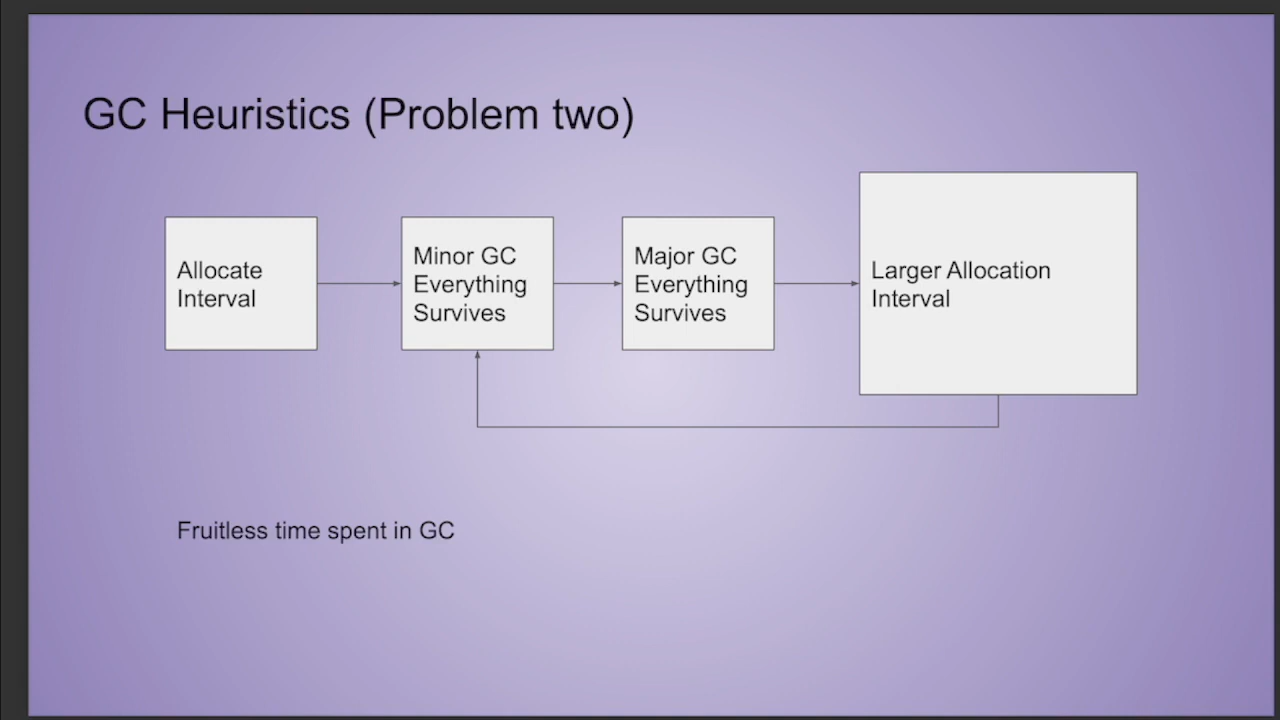 GC Heuristics (Problem two)
Allocate
Interval
Minor GC
Everything
Survives
Major GC
Everything
Survives
Larger Allocation
Interval
Fruitless time spent in GC